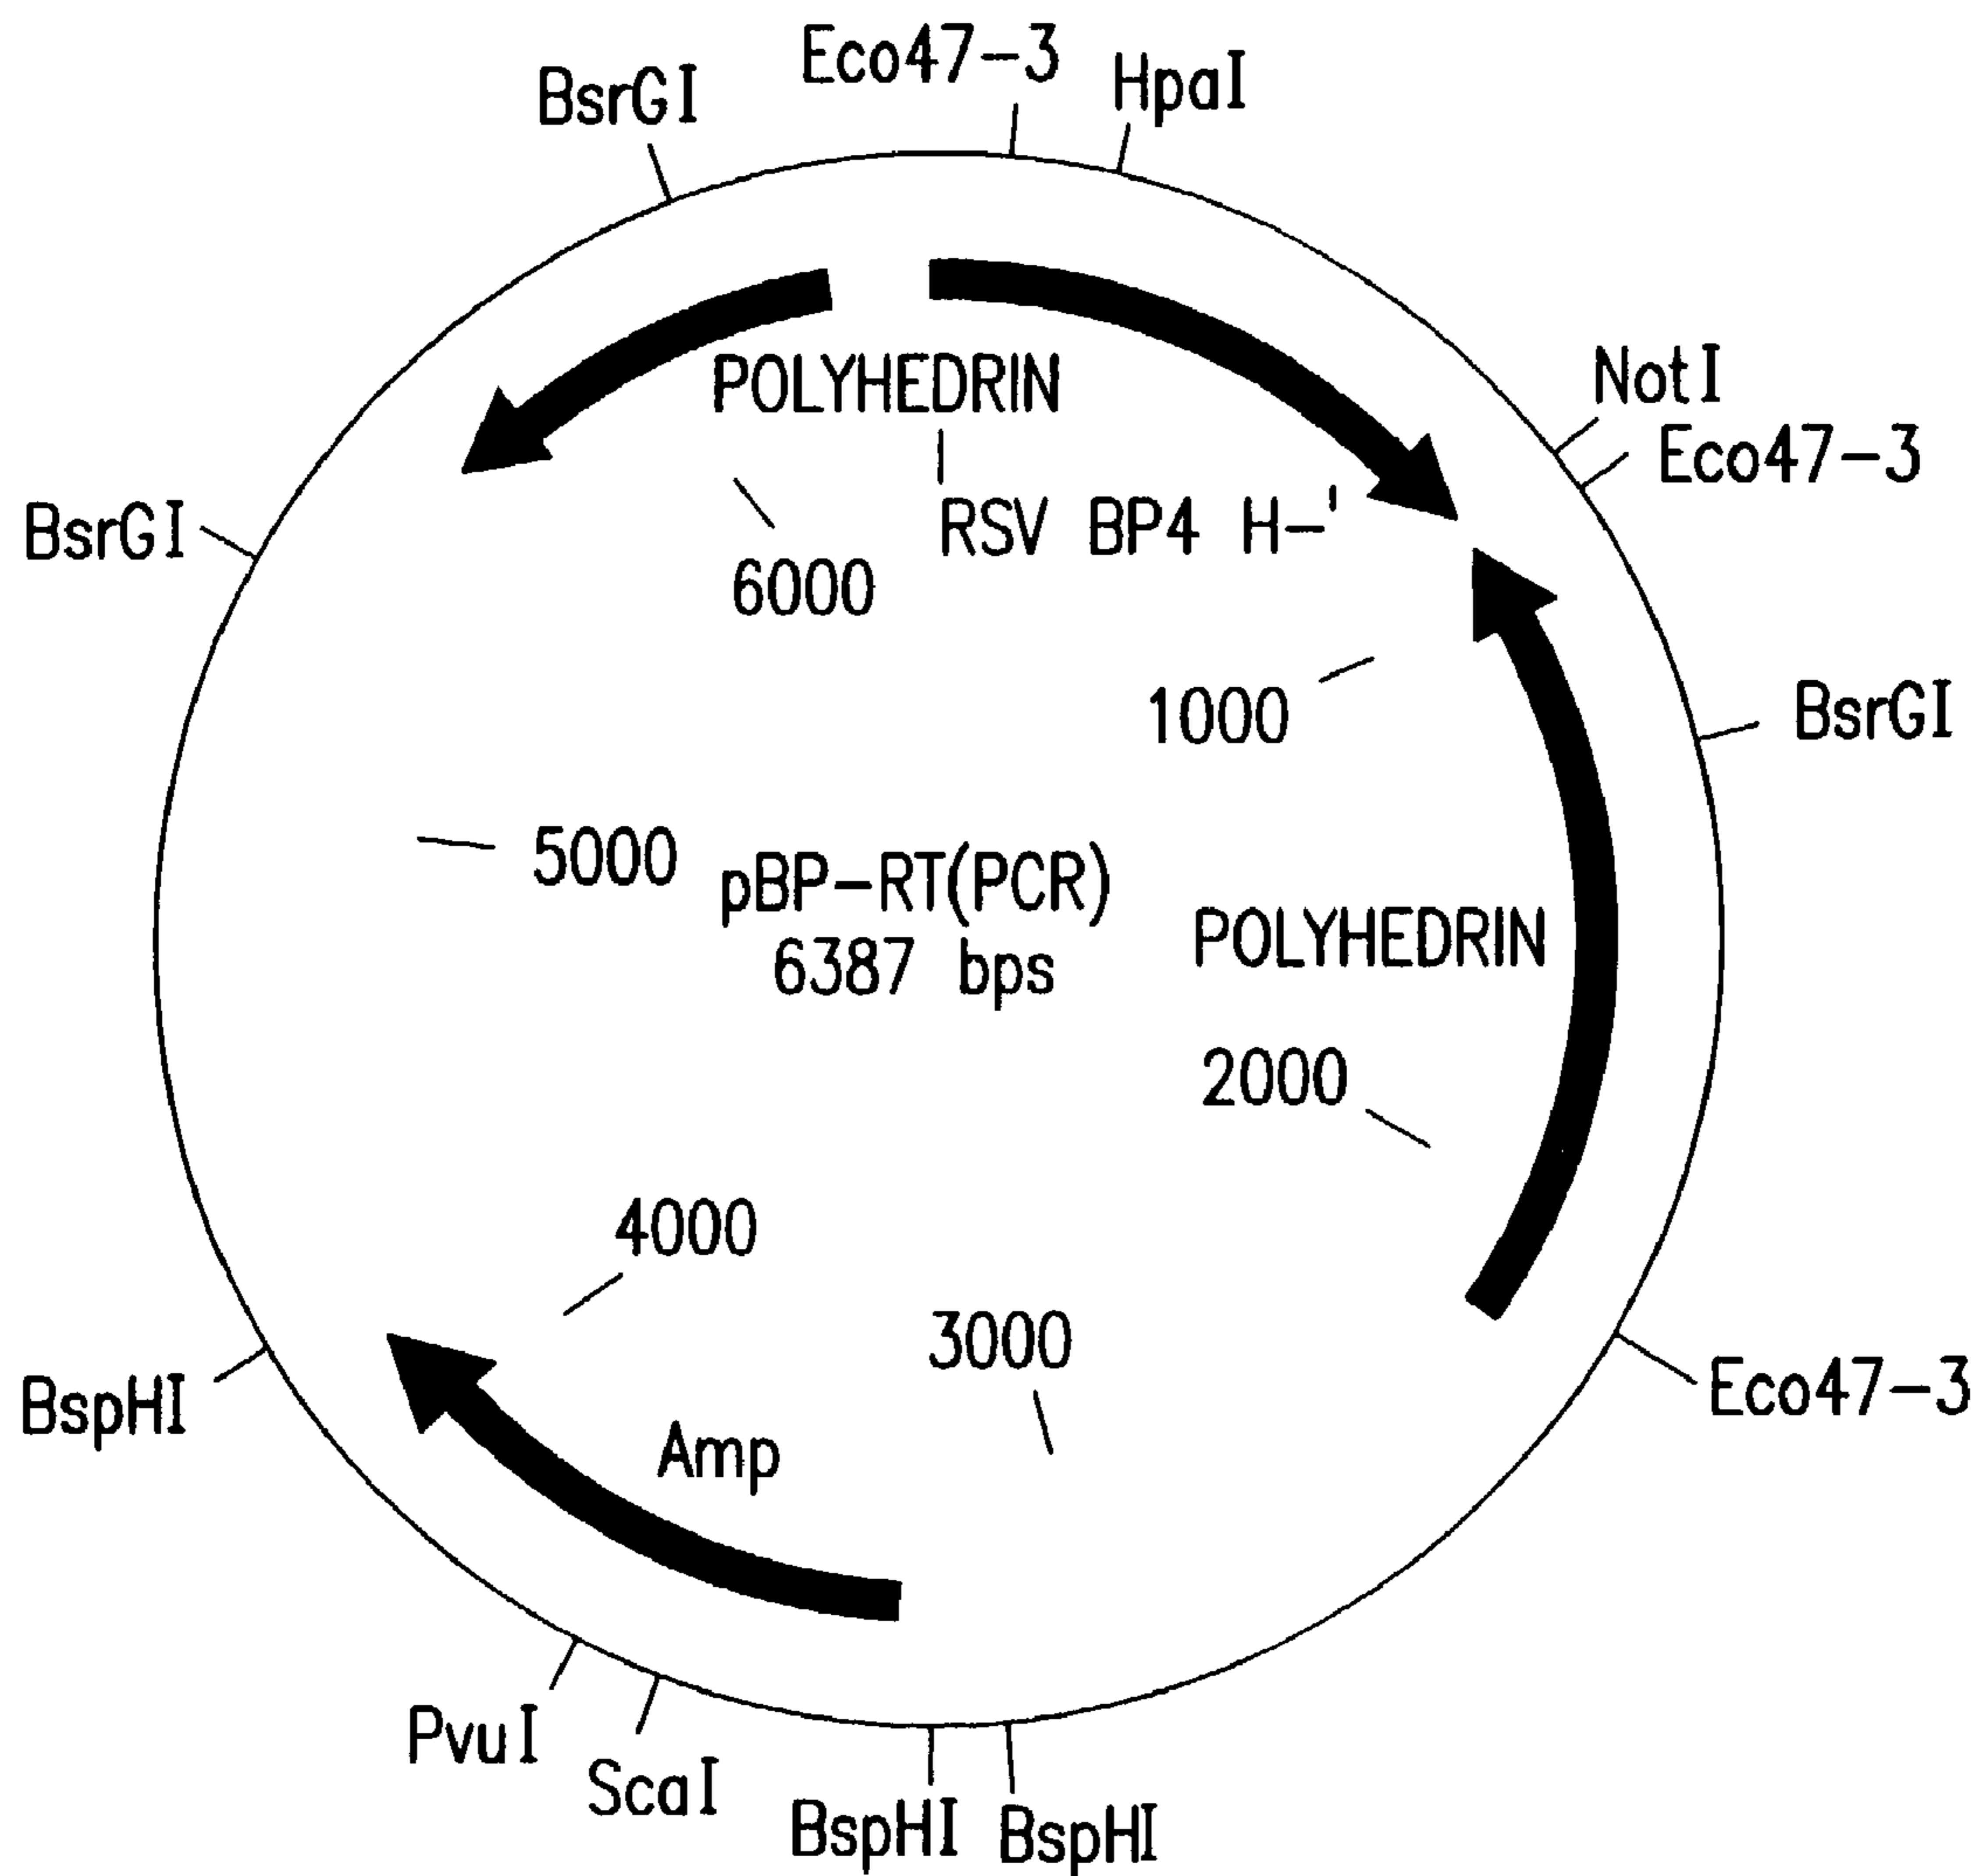 Eco47-3
HpaI
BsrGI
NotI
Eco47-3
POLYHEDRIN
RSV BP4 H-'
BsrGI
6000
1000
BsrGI
5000
pBP-RT(PCR)
6387 bps
POLYHEDRIN
2000
4000
3000
Eco47-3
BspHI
Amp
PvuI
ScaI
BspHI
BspHI